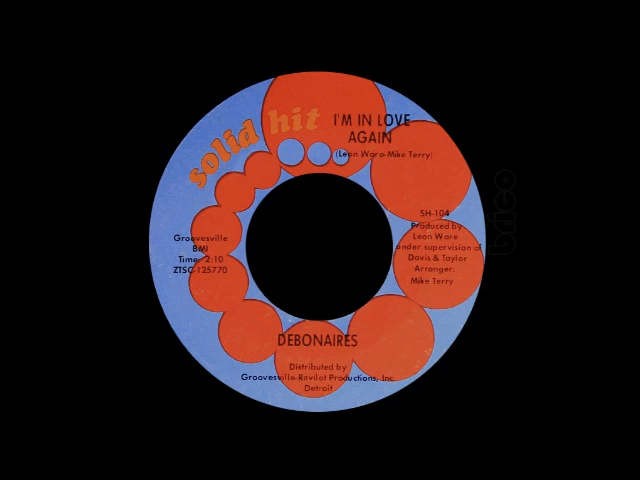 solid hit
I'M IN LOVE
AGAIN
(Leon Ware-Mike Terry)
SH-104
Produced by
Leon Ware
under supervision of
Davis & Taylor
Arranger:
Mike Terry
Groovesville
BMI
Time: 2:10
ZTSC-125770
DEBONAIRES
Distributed by
Groovesville-Revilot Productions, Inc.
Detroit
brico